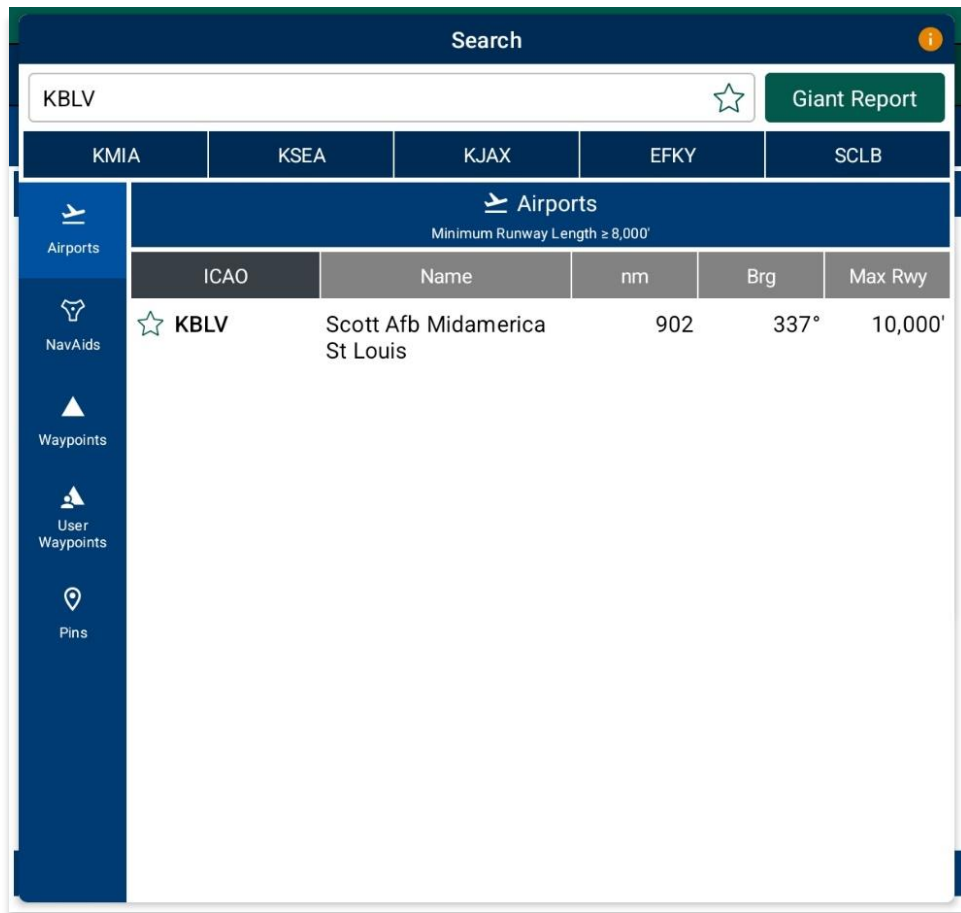 Search
KBLV
Giant Report
KMIA KSEA KJAX EFKY SCLB
Airports
Airports
Minimum Runway Length ≥ 8,000'
ICAO Name nm Brg Max Rwy
KBLV Scott Afb Midamerica 902 337° 10,000'
St Louis
NavAids
Waypoints
User
Waypoints
Pins